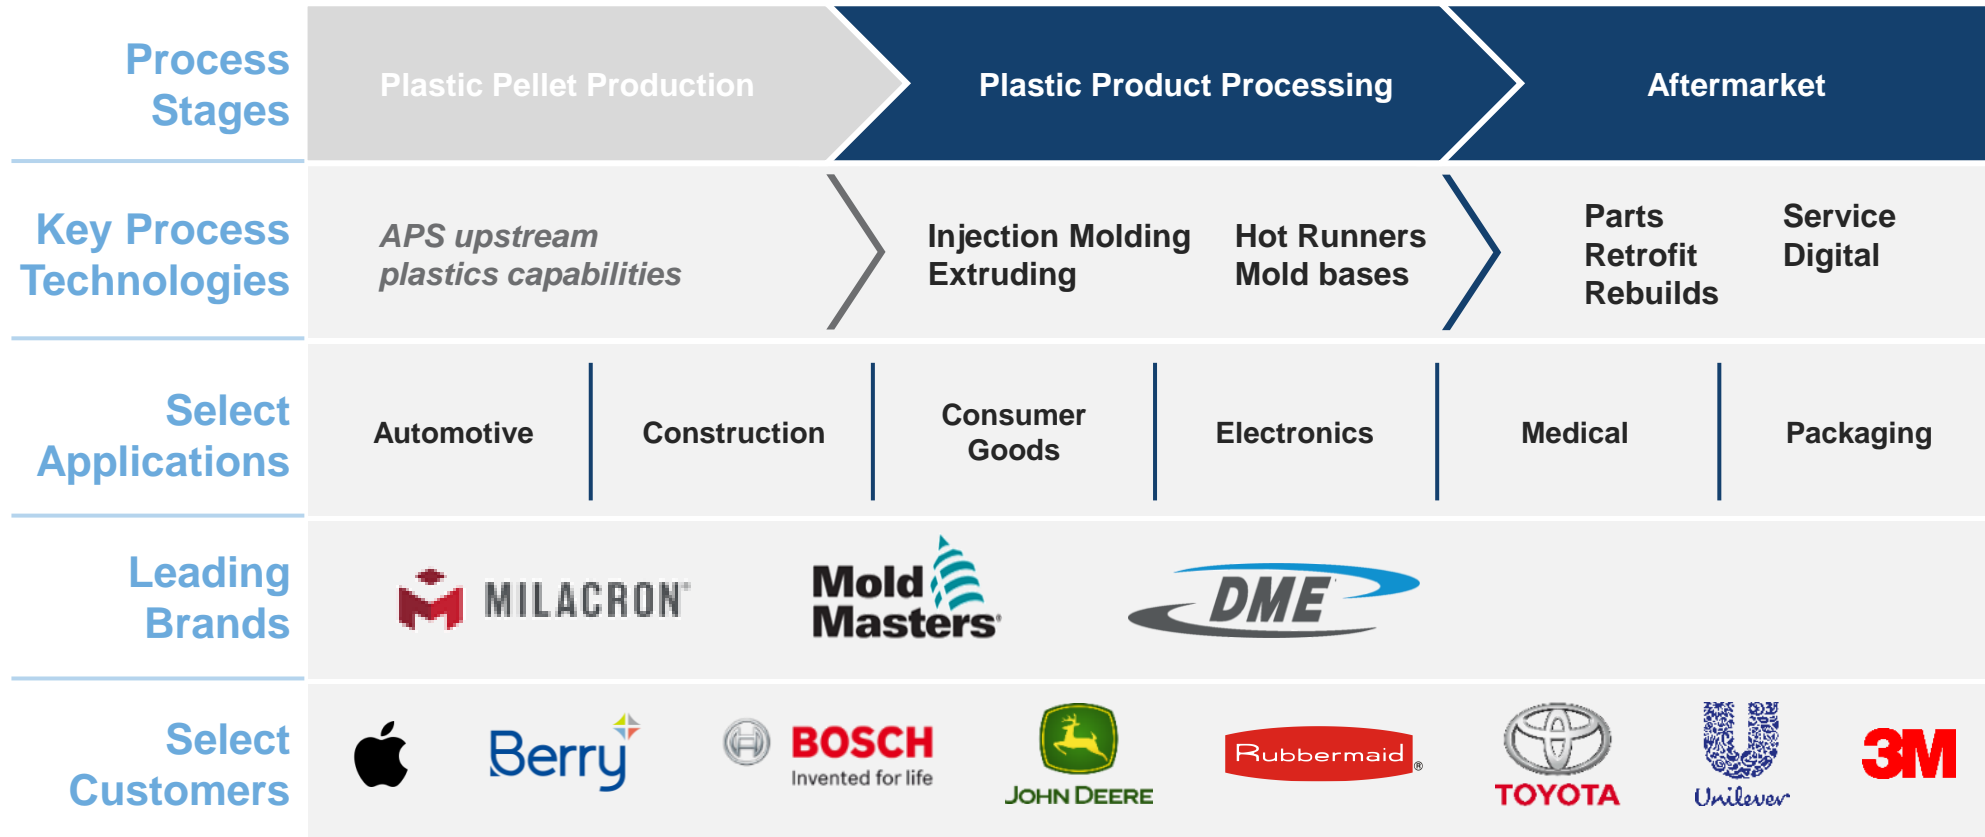 Process
Stages
Plastic Pellet Production
Plastic Product Processing
Aftermarket
Key Process
Technologies
APS upstream
plastics capabilities
Injection Molding
Extruding
Hot Runners
Mold bases
Parts
Retrofit
Rebuilds
Service
Digital
Select
Applications
Automotive
Construction
Consumer
Goods
Electronics
Medical
Packaging
Leading
Brands
MILACRON®
Mold
Masters®
DME
Select
Customers
Berry
BOSCH
Invented for life
JOHN DEERE
Rubbermaid®
TOYOTA
Unilever
3M